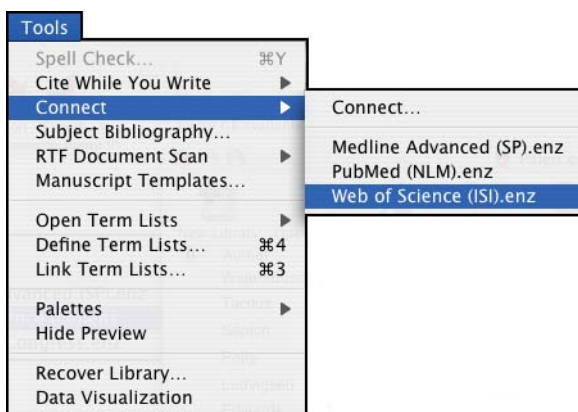 Tools
Spell Check... ⌘Y
Cite While You Write
Connect
Subject Bibliography...
RTF Document Scan
Manuscript Templates...
Open Term Lists
Define Term Lists... ⌘4
Link Term Lists... ⌘3
Palettes
Hide Preview
Recover Library...
Data Visualization
Connect...
Medline Advanced (SP).enz
PubMed (NLM).enz
Web of Science (ISI).enz